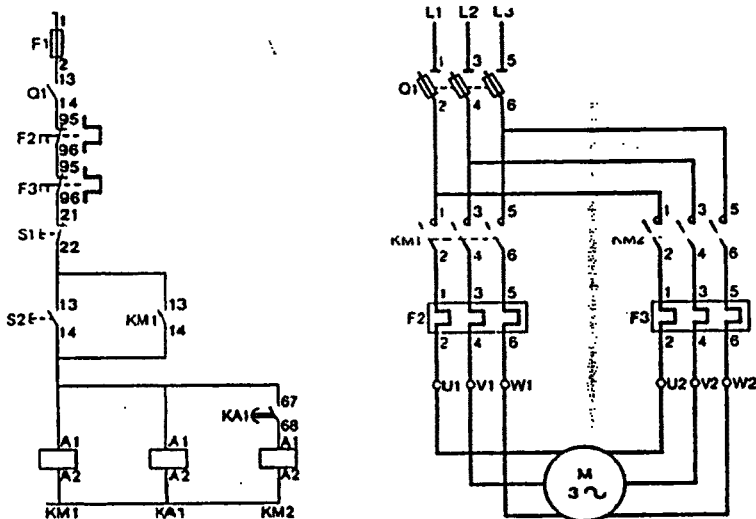 1
F1
2
13
Q1
14
95
F2
96
95
F3
96
21
S1
22
13
S2
14
13
KM1
14
67
KA1
68
A1 A1 A1
A2 A2 A2
KM1 KA1 KM2
L1 L2 L3
1 3 5
Q1
2 4 6
1 3 5
KM1
2 4 6
1 3 5
KM2
2 4 6
1 3 5
F2
2 4 6
1 3 5
F3
2 4 6
U1 V1 W1
U2 V2 W2
M
3 ~